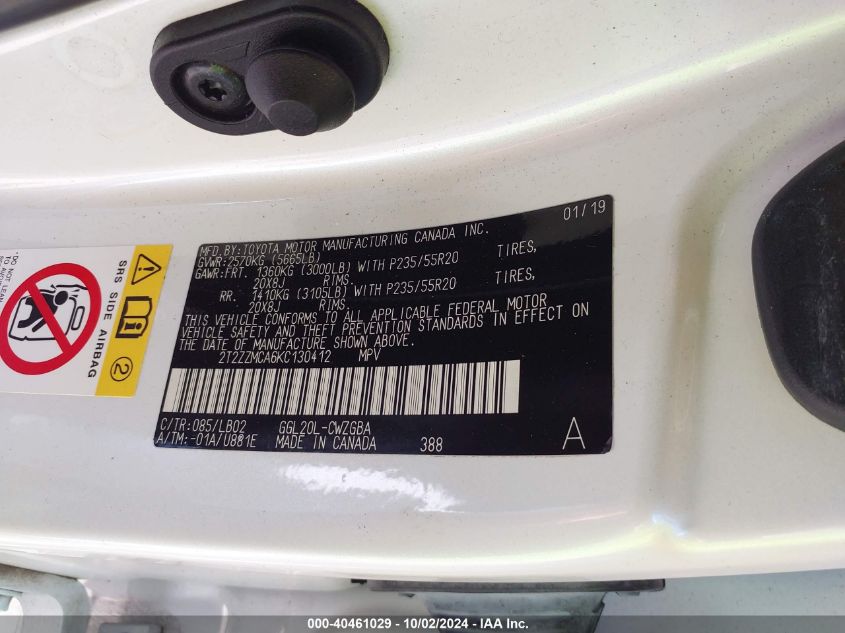 01/19
MFD. BY: TOYOTA MOTOR MANUFACTURING CANADA INC.
GVWR: 2570KG (5665LB)
GAWR: FRT. 1360KG (3000LB) WITH P235/55R20 TIRES,
20X8J RIMS.
RR. 1410KG (3105LB) WITH P235/55R20 TIRES,
20X8J RIMS.
THIS VEHICLE CONFORMS TO ALL APPLICABLE FEDERAL MOTOR
VEHICLE SAFETY AND THEFT PREVENTION STANDARDS IN EFFECT ON
THE DATE OF MANUFACTURE SHOWN ABOVE.
2T2ZZMCA6KC130412 MPV
C/TR: 085/LB02 GGL20L-CWZGBA
A/TM: -01A/U881E MADE IN CANADA 388 A
SRS SIDE AIRBAG
2
000-40461029 - 10/02/2024 - IAA Inc.